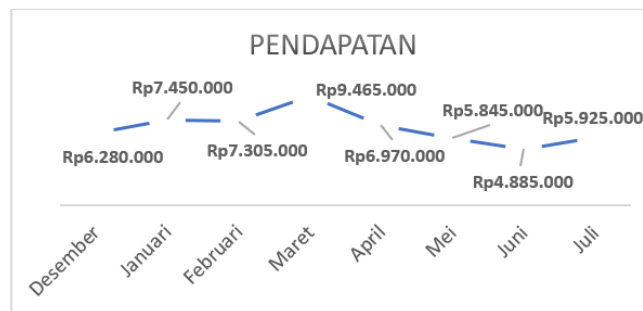 PENDAPATAN
Rp6.280.000
Rp7.450.000
Rp7.305.000
Rp9.465.000
Rp6.970.000
Rp5.845.000
Rp4.885.000
Rp5.925.000
Desember
Januari
Februari
Maret
April
Mei
Juni
Juli